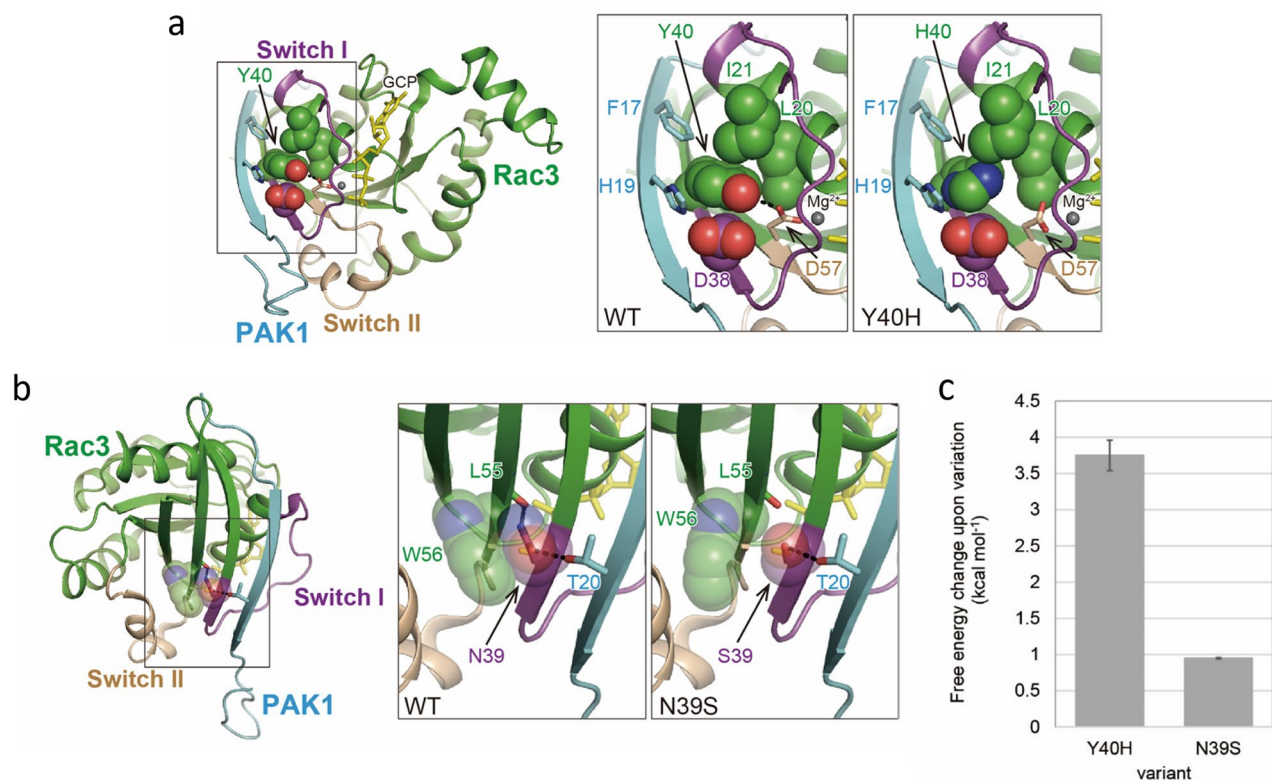 a
Switch I
Y40
GCP
Rac3
PAK1
Switch II
Y40
I21
L20
F17
H19
Mg²⁺
D38
D57
WT
H40
I21
L20
F17
H19
Mg²⁺
D38
D57
Y40H
b
Rac3
Switch I
Switch II
PAK1
L55
W56
T20
N39
WT
L55
W56
T20
S39
N39S
c
Free energy change upon variation
(kcal mol⁻¹)
4.5
4
3.5
3
2.5
2
1.5
1
0.5
0
Y40H N39S
variant